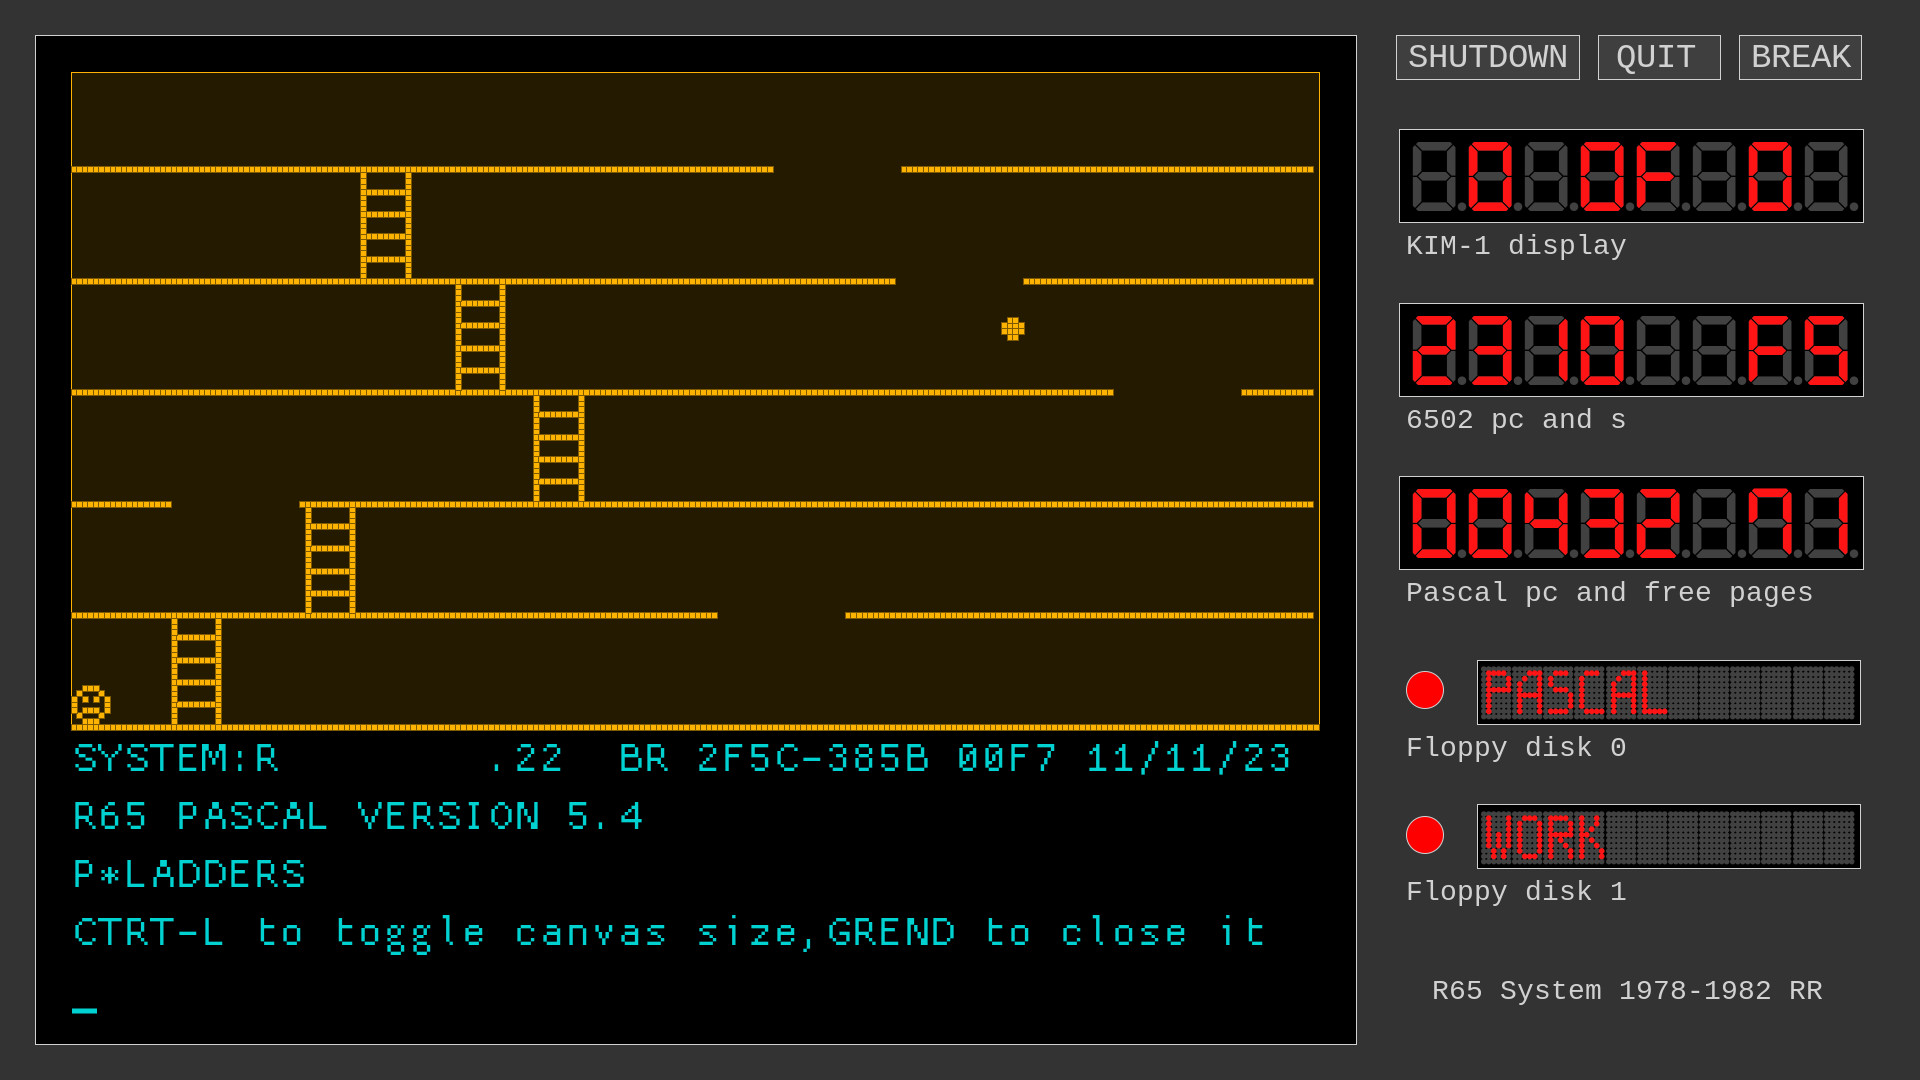 SYSTEM:R .22 BR 2F5C-385B 00F7 11/11/23
R65 PASCAL VERSION 5.4
P*LADDERS
CTRT-L to toggle canvas size,GREND to close it
SHUTDOWN QUIT BREAK
0 0F 0
KIM-1 display
2310 F5
6502 pc and s
00432 71
Pascal pc and free pages
PASCAL
Floppy disk 0
WORK
Floppy disk 1
R65 System 1978-1982 RR